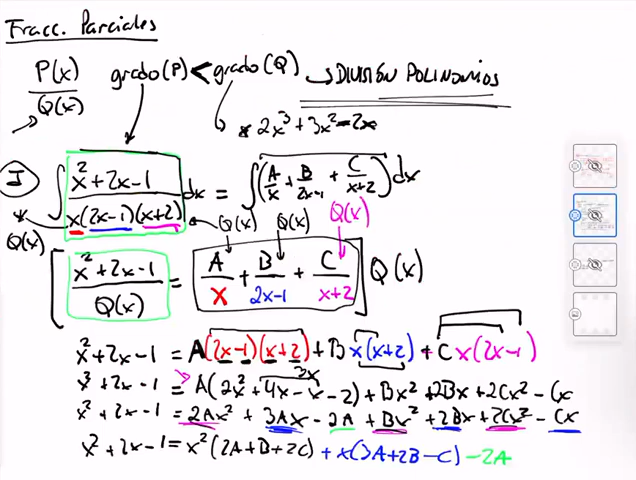 Fracc. Parciales
P(x)/Q(x) grado(P) < grado(Q) → DIVISIÓN POLINOMIOS
* 2x³ + 3x² - 2x
I) ∫ (x² + 2x - 1)/(x(2x-1)(x+2)) dx = ∫ (A/x + B/(2x-1) + C/(x+2)) dx
Q(x) Q(x) Q(x) Q(x)
[ (x² + 2x - 1)/Q(x) = A/x + B/(2x-1) + C/(x+2) ] Q(x)
x² + 2x - 1 = A(2x-1)(x+2) + B x(x+2) + C x(2x-1)
3x
x² + 2x - 1 = A(2x² + 4x - x - 2) + Bx² + 2Bx + 2Cx² - Cx
x² + 2x - 1 = 2Ax² + 3Ax - 2A + Bx² + 2Bx + 2Cx² - Cx
x² + 2x - 1 = x²(2A + B + 2C) + x(3A + 2B - C) - 2A